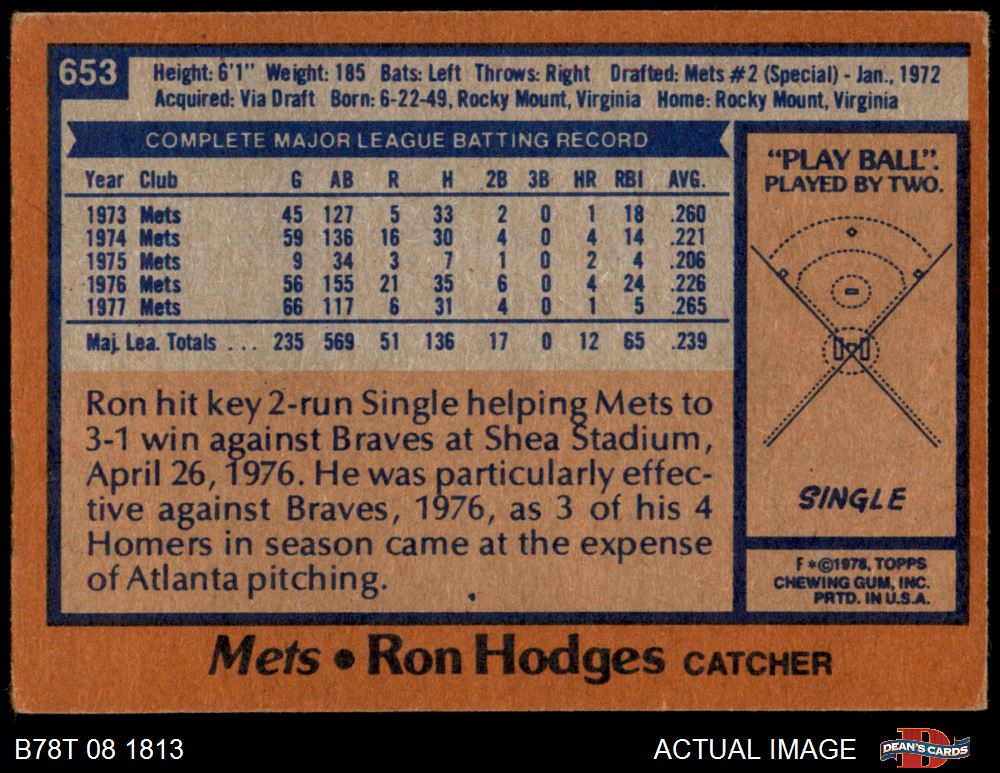 653
Height: 6'1" Weight: 185 Bats: Left Throws: Right Drafted: Mets #2 (Special) - Jan., 1972
Acquired: Via Draft Born: 6-22-49, Rocky Mount, Virginia Home: Rocky Mount, Virginia
COMPLETE MAJOR LEAGUE BATTING RECORD
Year Club G AB R H 2B 3B HR RBI AVG.
1973 Mets 45 127 5 33 2 0 1 18 .260
1974 Mets 59 136 16 30 4 0 4 14 .221
1975 Mets 9 34 3 7 1 0 2 4 .206
1976 Mets 56 155 21 35 6 0 4 24 .226
1977 Mets 66 117 6 31 4 0 1 5 .265
Maj. Lea. Totals ... 235 569 51 136 17 0 12 65 .239
Ron hit key 2-run Single helping Mets to
3-1 win against Braves at Shea Stadium,
April 26, 1976. He was particularly effec-
tive against Braves, 1976, as 3 of his 4
Homers in season came at the expense
of Atlanta pitching.
"PLAY BALL".
PLAYED BY TWO.
SINGLE
F*©1978, TOPPS
CHEWING GUM, INC.
PRTD. IN U.S.A.
Mets • Ron Hodges CATCHER
B78T 08 1813
ACTUAL IMAGE
DEAN'S CARDS